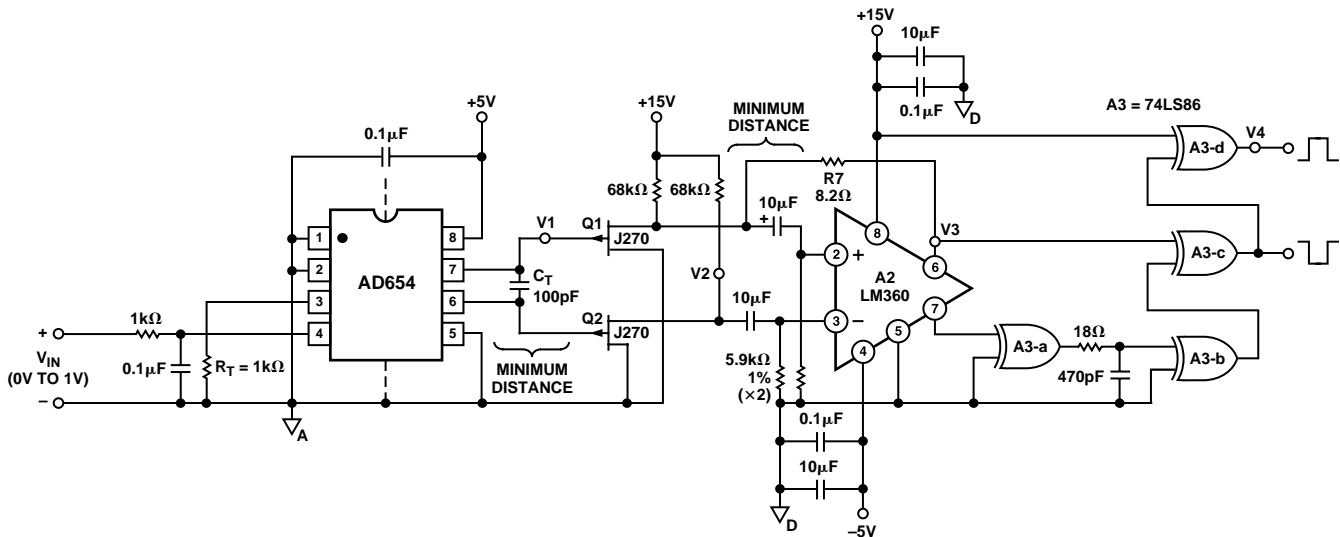 +15V
10µF
0.1µF
D
A3 = 74LS86
+5V
0.1µF
+15V
MINIMUM
DISTANCE
68kΩ
68kΩ
R7
8.2Ω
10µF
+
A3-d
V4
1
2
3
4
8
7
6
5
AD654
V1
C_T
100pF
Q1
J270
V2
Q2
J270
10µF
MINIMUM
DISTANCE
8
2
+
A2
LM360
3
−
6
7
5
4
V3
A3-c
A3-a
18Ω
470pF
A3-b
+
1kΩ
V_IN
(0V TO 1V)
−
0.1µF
R_T = 1kΩ
A
5.9kΩ
1%
(×2)
0.1µF
10µF
D
−5V